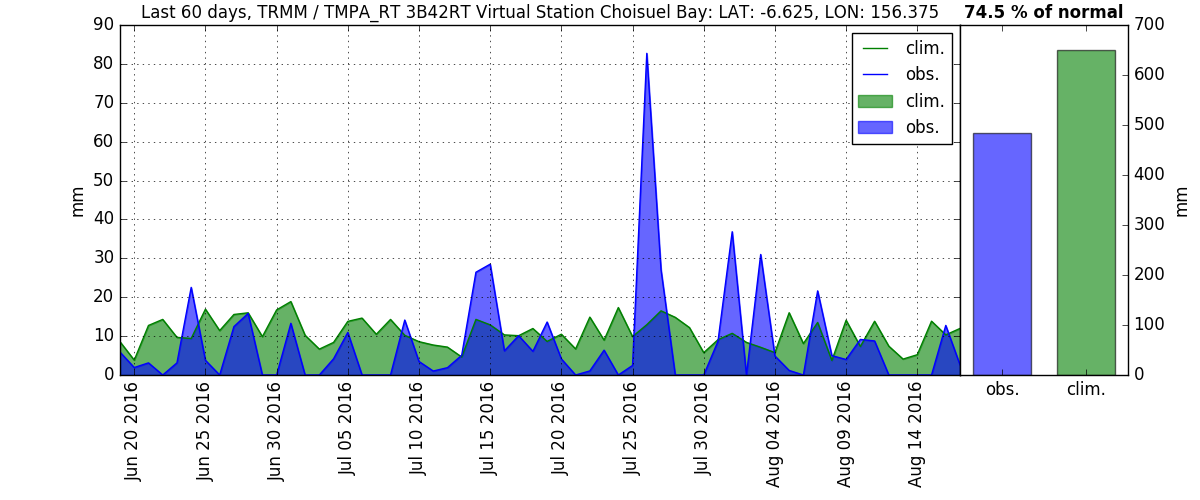 Last 60 days, TRMM / TMPA_RT 3B42RT Virtual Station Choisuel Bay: LAT: -6.625, LON: 156.375
74.5 % of normal
90
80
70
60
50
40
30
20
10
0
mm
clim.
obs.
clim.
obs.
700
600
500
400
300
200
100
0
mm
obs.
clim.
Jun 20 2016
Jun 25 2016
Jun 30 2016
Jul 05 2016
Jul 10 2016
Jul 15 2016
Jul 20 2016
Jul 25 2016
Jul 30 2016
Aug 04 2016
Aug 09 2016
Aug 14 2016